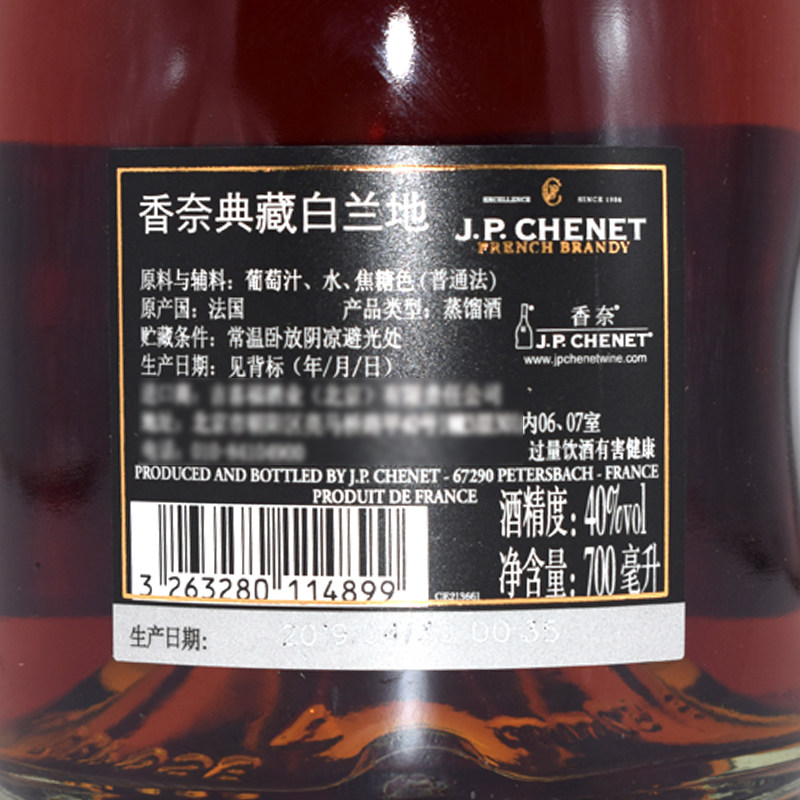 EXCELLENCE SINCE 1984
香奈典藏白兰地
J.P. CHENET
FRENCH BRANDY
原料与辅料：葡萄汁、水、焦糖色（普通法）
原产国：法国 产品类型：蒸馏酒
贮藏条件：常温卧放阴凉避光处
生产日期：见背标（年/月/日）
香奈®
J.P. CHENET®
www.jpchenetwine.com
内06、07室
过量饮酒有害健康
PRODUCED AND BOTTLED BY J.P. CHENET - 67290 PETERSBACH - FRANCE
PRODUIT DE FRANCE
酒精度：40%vol
净含量：700毫升
3 263280 114899
CE213661
生产日期：